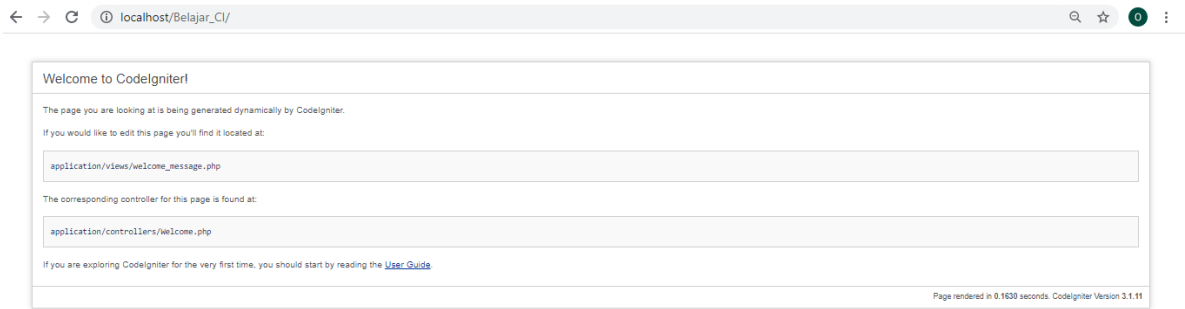 localhost/Belajar_CI/
O
Welcome to CodeIgniter!
The page you are looking at is being generated dynamically by CodeIgniter.
If you would like to edit this page you'll find it located at:
application/views/welcome_message.php
The corresponding controller for this page is found at:
application/controllers/Welcome.php
If you are exploring CodeIgniter for the very first time, you should start by reading the User Guide.
Page rendered in 0.1630 seconds. CodeIgniter Version 3.1.11